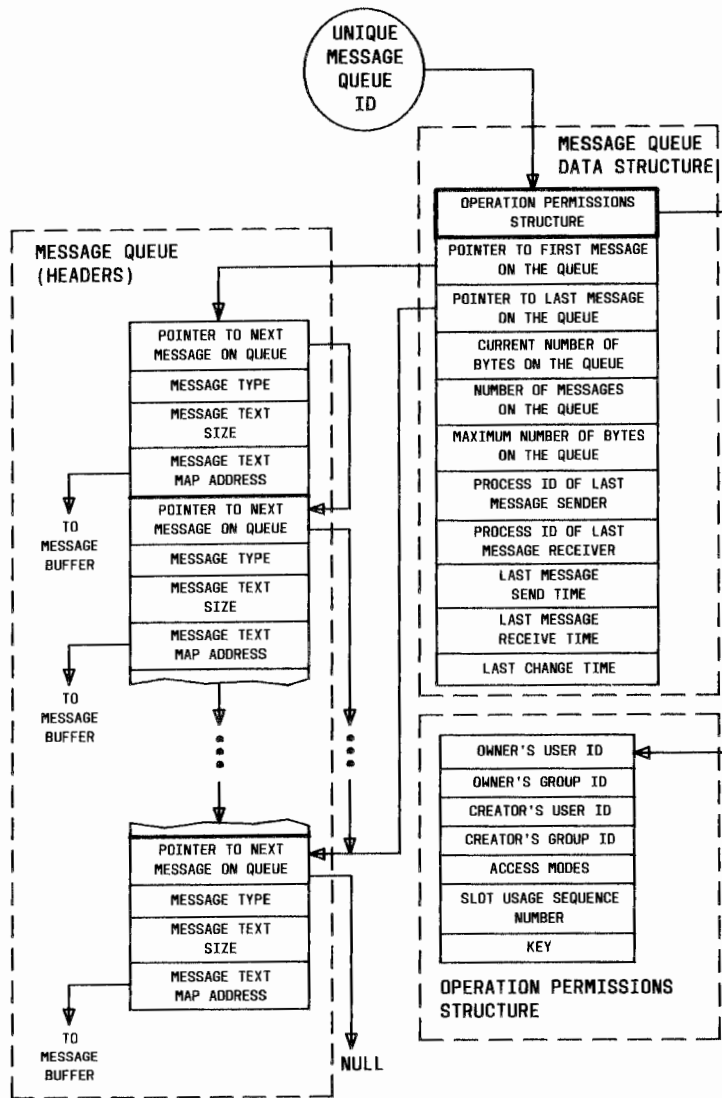 UNIQUE
MESSAGE
QUEUE
ID
MESSAGE QUEUE
DATA STRUCTURE
OPERATION PERMISSIONS
STRUCTURE
POINTER TO FIRST MESSAGE
ON THE QUEUE
POINTER TO LAST MESSAGE
ON THE QUEUE
CURRENT NUMBER OF
BYTES ON THE QUEUE
NUMBER OF MESSAGES
ON THE QUEUE
MAXIMUM NUMBER OF BYTES
ON THE QUEUE
PROCESS ID OF LAST
MESSAGE SENDER
PROCESS ID OF LAST
MESSAGE RECEIVER
LAST MESSAGE
SEND TIME
LAST MESSAGE
RECEIVE TIME
LAST CHANGE TIME
MESSAGE QUEUE
(HEADERS)
POINTER TO NEXT
MESSAGE ON QUEUE
MESSAGE TYPE
MESSAGE TEXT
SIZE
MESSAGE TEXT
MAP ADDRESS
TO
MESSAGE
BUFFER
POINTER TO NEXT
MESSAGE ON QUEUE
MESSAGE TYPE
MESSAGE TEXT
SIZE
MESSAGE TEXT
MAP ADDRESS
TO
MESSAGE
BUFFER
POINTER TO NEXT
MESSAGE ON QUEUE
MESSAGE TYPE
MESSAGE TEXT
SIZE
MESSAGE TEXT
MAP ADDRESS
TO
MESSAGE
BUFFER
NULL
OWNER'S USER ID
OWNER'S GROUP ID
CREATOR'S USER ID
CREATOR'S GROUP ID
ACCESS MODES
SLOT USAGE SEQUENCE
NUMBER
KEY
OPERATION PERMISSIONS
STRUCTURE